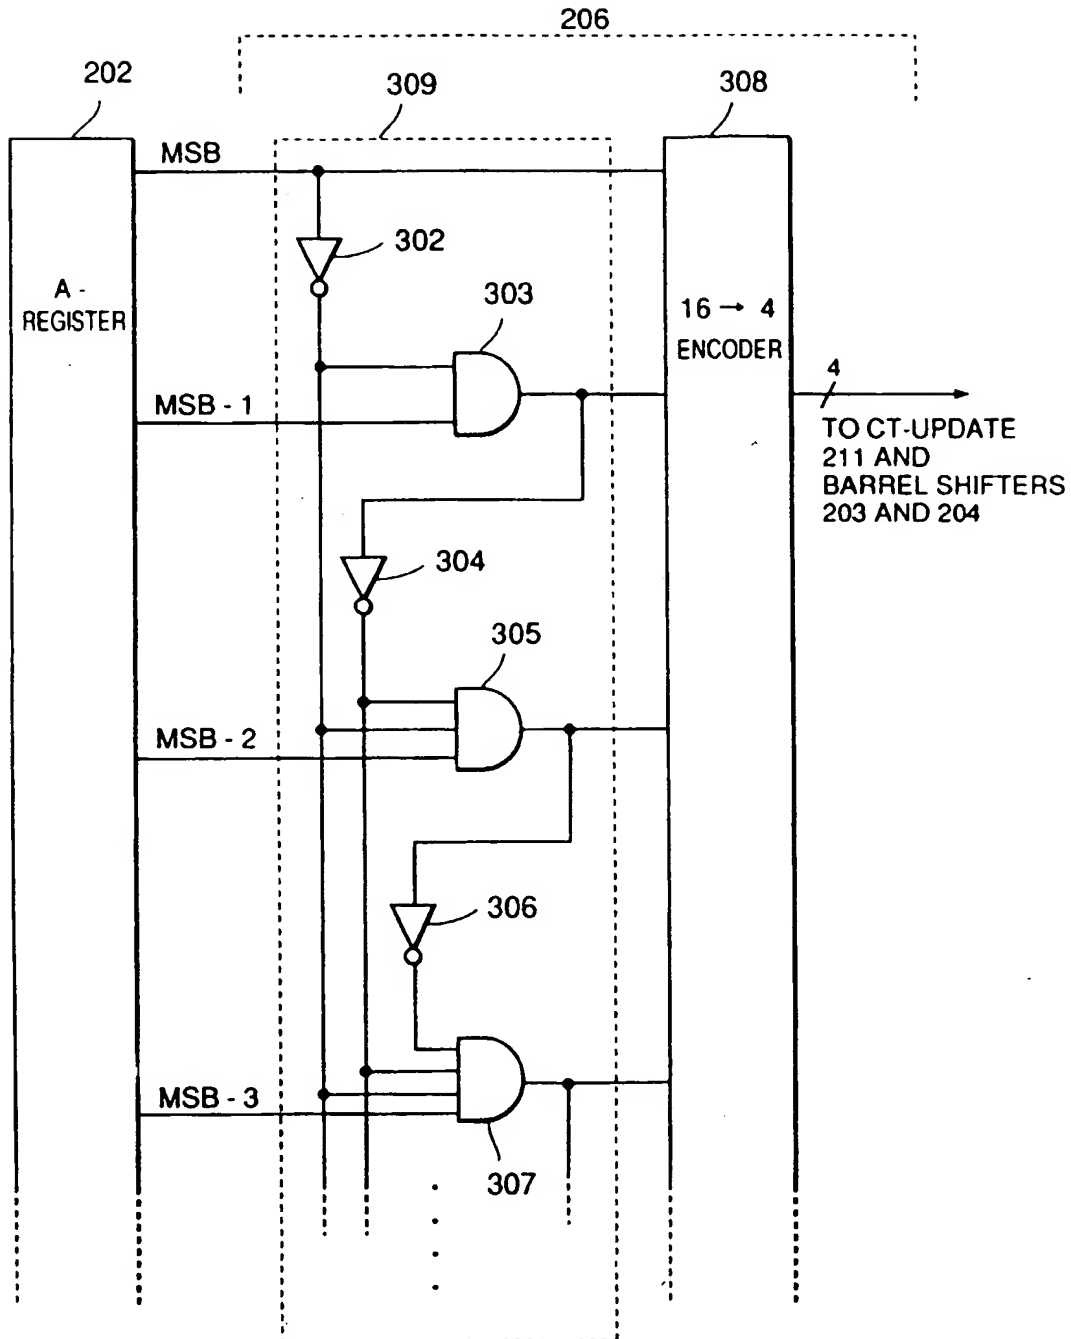 206
202
309
308
MSB
302
303
A -
REGISTER
16 → 4
ENCODER
4
MSB - 1
TO CT-UPDATE
211 AND
BARREL SHIFTERS
203 AND 204
304
305
MSB - 2
306
MSB - 3
307